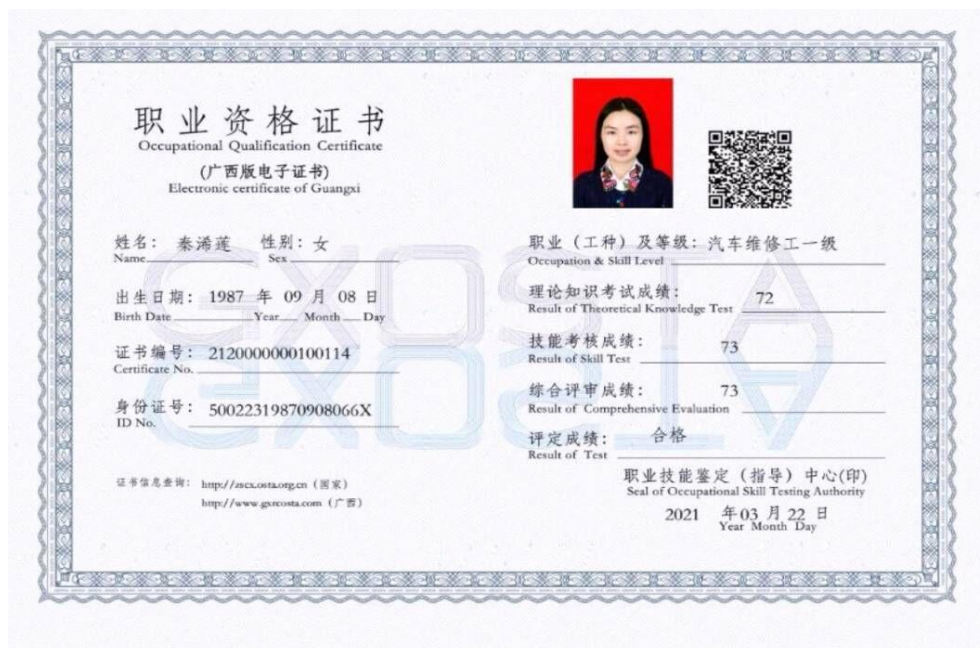 职业资格证书
Occupational Qualification Certificate
(广西版电子证书)
Electronic certificate of Guangxi
姓名： 秦浠莲 性别：女
Name Sex
出生日期： 1987 年 09 月 08 日
Birth Date Year Month Day
证书编号： 2120000000100114
Certificate No.
身份证号： 50022319870908066X
ID No.
证书信息查询： http://zscx.osta.org.cn（国家）
http://www.gxrcosta.com（广西）
职业（工种）及等级：汽车维修工一级
Occupation & Skill Level
理论知识考试成绩： 72
Result of Theoretical Knowledge Test
技能考核成绩： 73
Result of Skill Test
综合评审成绩： 73
Result of Comprehensive Evaluation
评定成绩： 合格
Result of Test
职业技能鉴定（指导）中心(印)
Seal of Occupational Skill Testing Authority
2021 年 03 月 22 日
Year Month Day
GXOSTA
GXOSTA